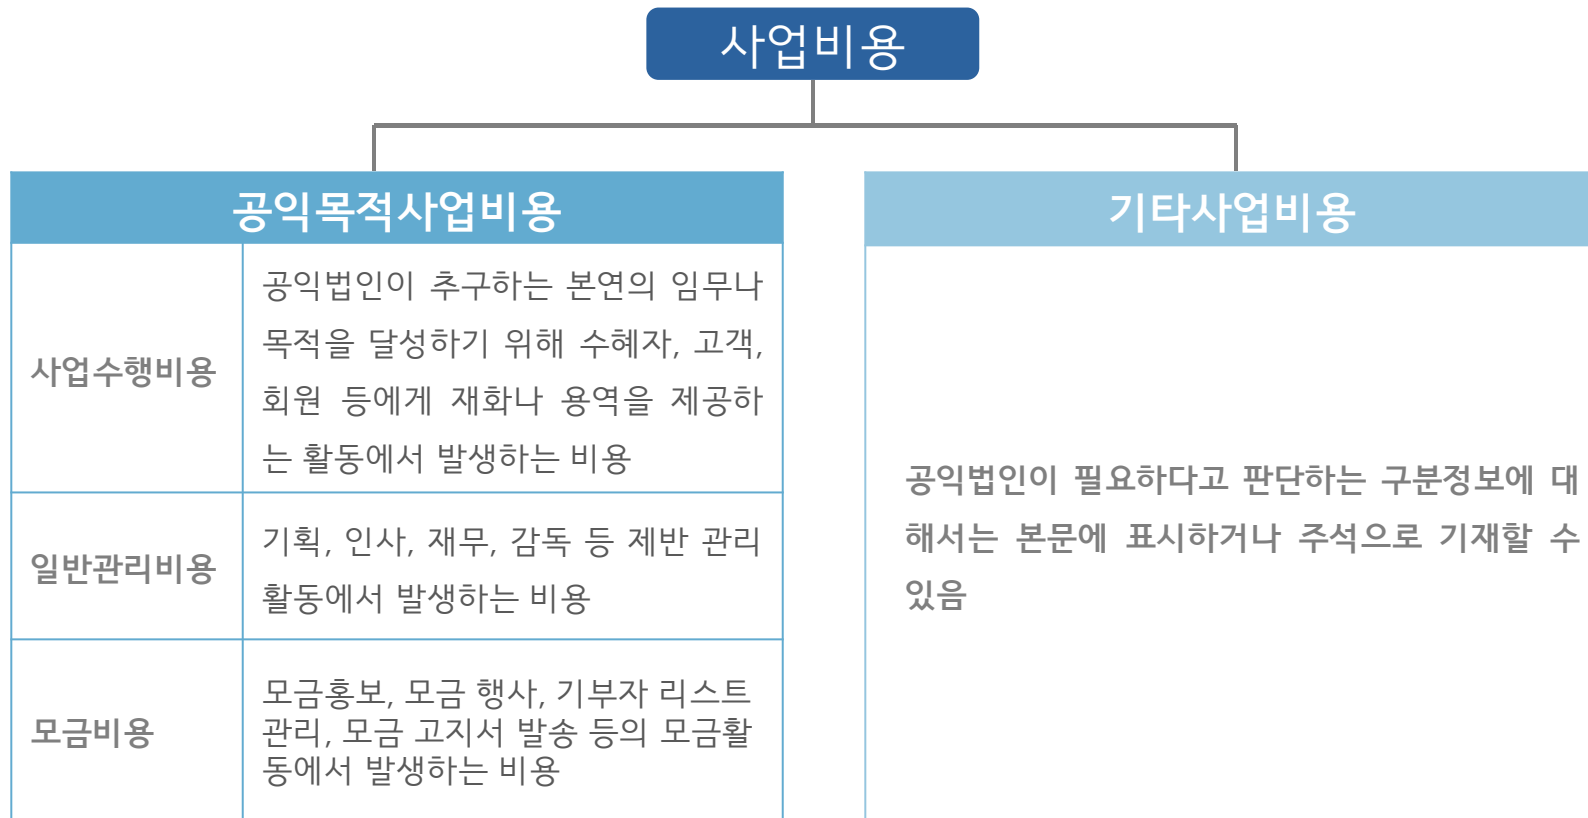 사업비용
공익목적사업비용
사업수행비용
공익법인이 추구하는 본연의 임무나
목적을 달성하기 위해 수혜자, 고객,
회원 등에게 재화나 용역을 제공하
는 활동에서 발생하는 비용
일반관리비용
기획, 인사, 재무, 감독 등 제반 관리
활동에서 발생하는 비용
모금비용
모금홍보, 모금 행사, 기부자 리스트
관리, 모금 고지서 발송 등의 모금활
동에서 발생하는 비용
기타사업비용
공익법인이 필요하다고 판단하는 구분정보에 대
해서는 본문에 표시하거나 주석으로 기재할 수
있음